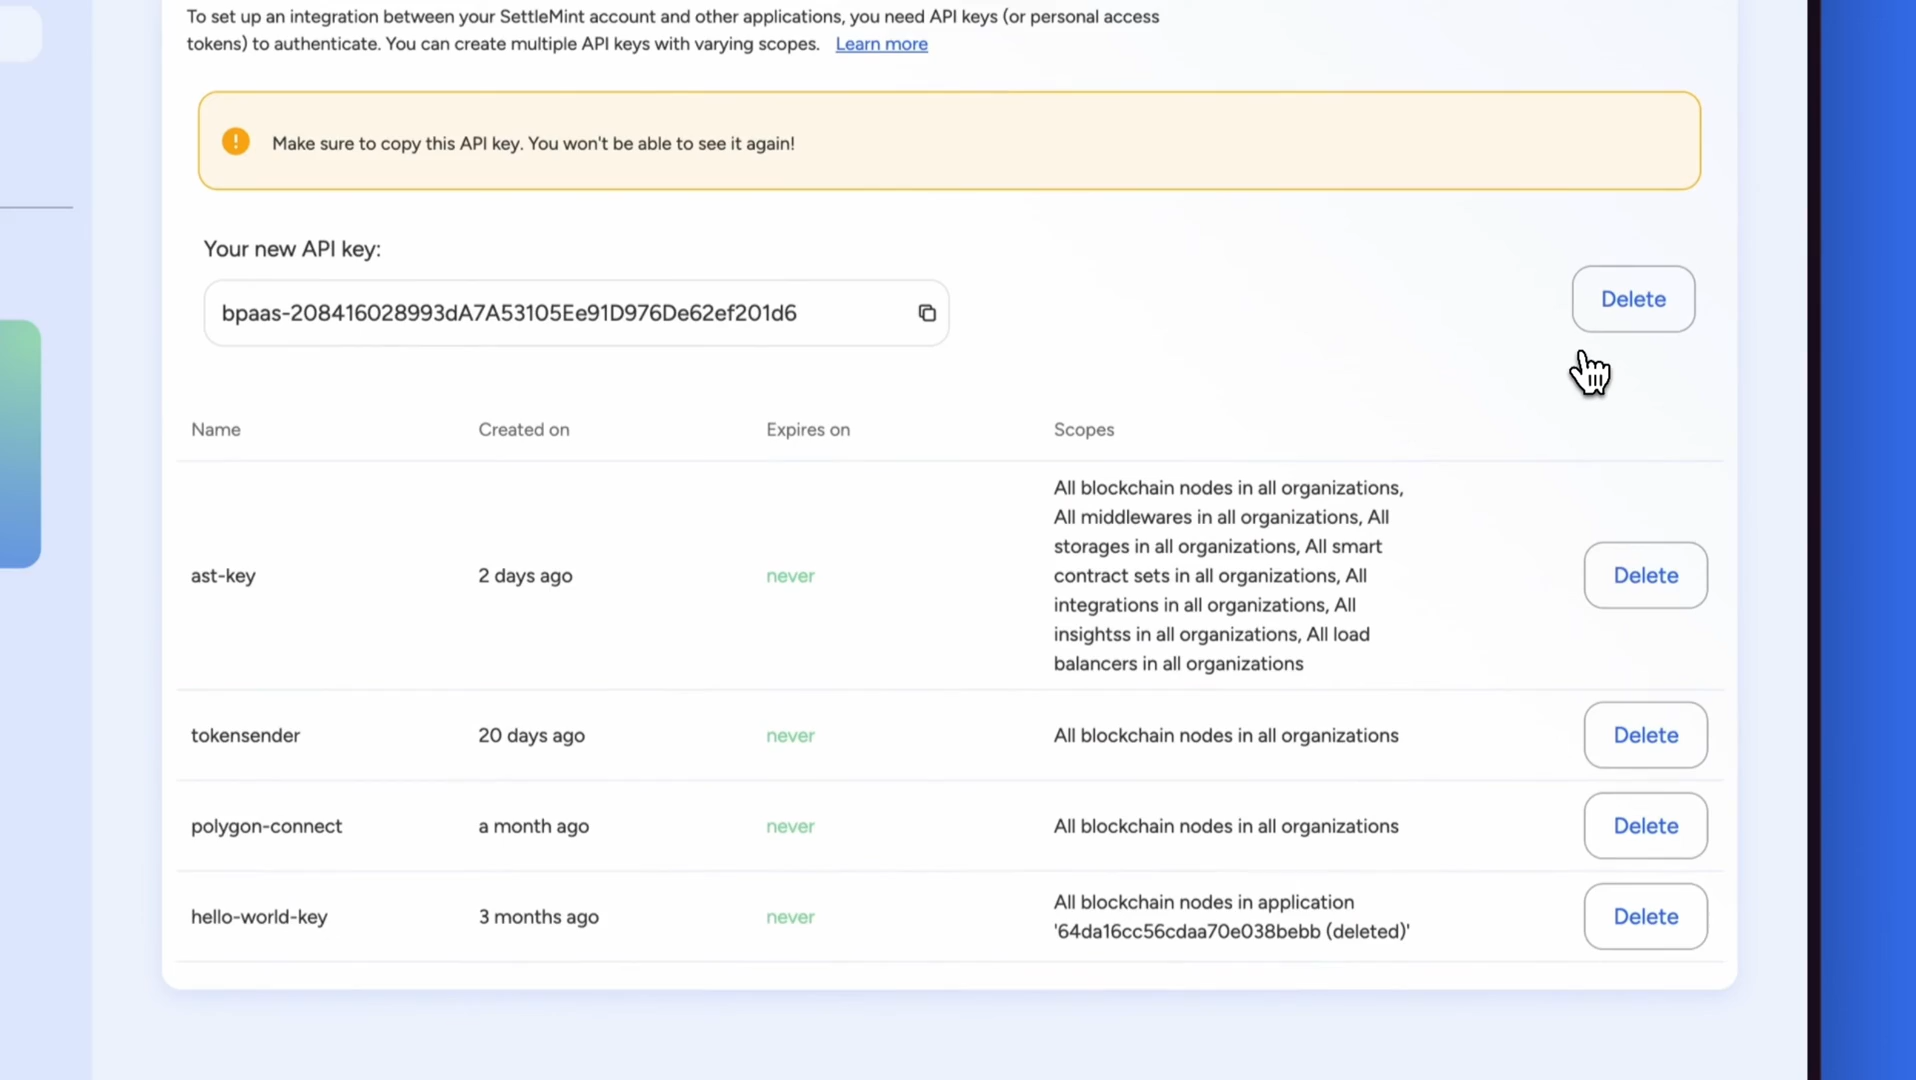 To set up an integration between your SettleMint account and other applications, you need API keys (or personal access
tokens) to authenticate. You can create multiple API keys with varying scopes. Learn more
Make sure to copy this API key. You won't be able to see it again!
Your new API key:
bpaas-208416028993dA7A53105Ee91D976De62ef201d6
Delete
Name Created on Expires on Scopes
ast-key 2 days ago never
All blockchain nodes in all organizations,
All middlewares in all organizations, All
storages in all organizations, All smart
contract sets in all organizations, All
integrations in all organizations, All
insightss in all organizations, All load
balancers in all organizations
Delete
tokensender 20 days ago never All blockchain nodes in all organizations Delete
polygon-connect a month ago never All blockchain nodes in all organizations Delete
hello-world-key 3 months ago never
All blockchain nodes in application
'64da16cc56cdaa70e038bebb (deleted)'
Delete